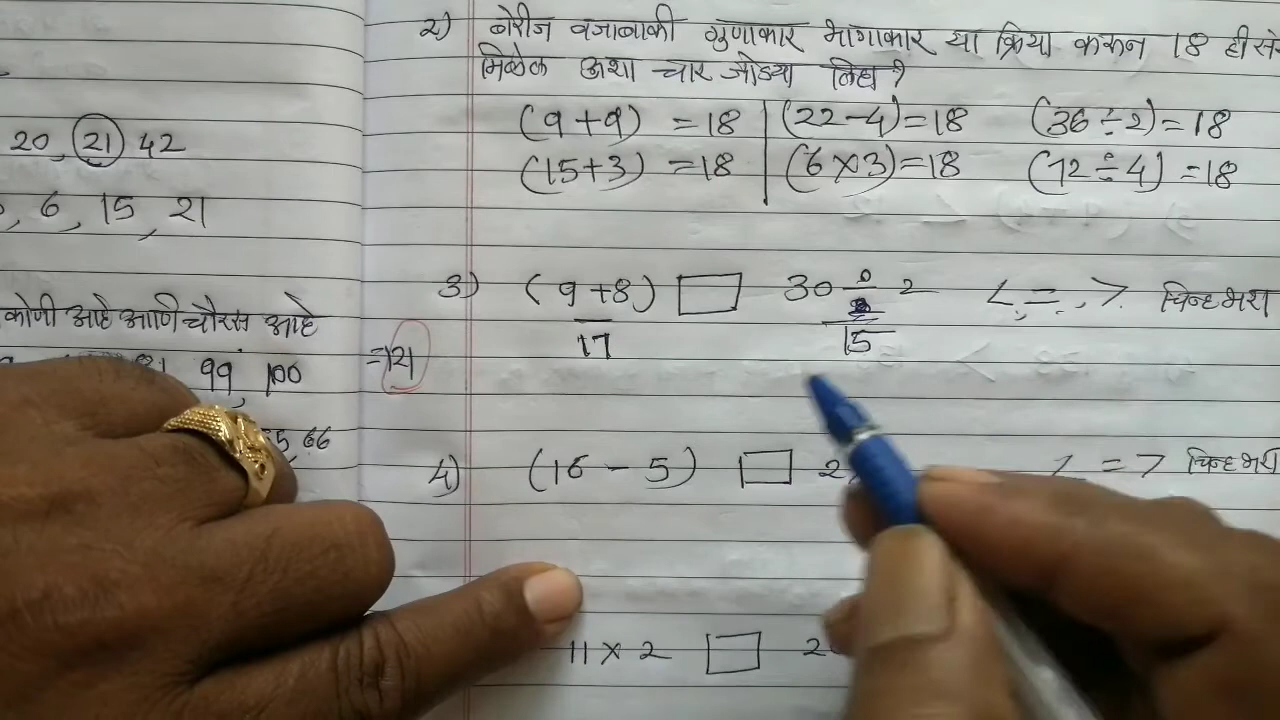 20, 21 42
6, 15, 21
कोणी आहे आणि चौरस आहे
99, 100 =121
66
२) बेरीज वजाबाकी गुणाकार भागाकार या क्रिया करून 18 ही सं
मिळेल अशा चार जोड्या लिहा ?
(9+9) =18 (22-4)=18 (36÷2)=18
(15+3) =18 (6×3)=18 (72÷4)=18
3) (9+8) □ 30÷2 <, =, > चिन्ह भरा
17 15
4) (16-5) □ 2 < = > चिन्ह भरा
11×2 □ 2